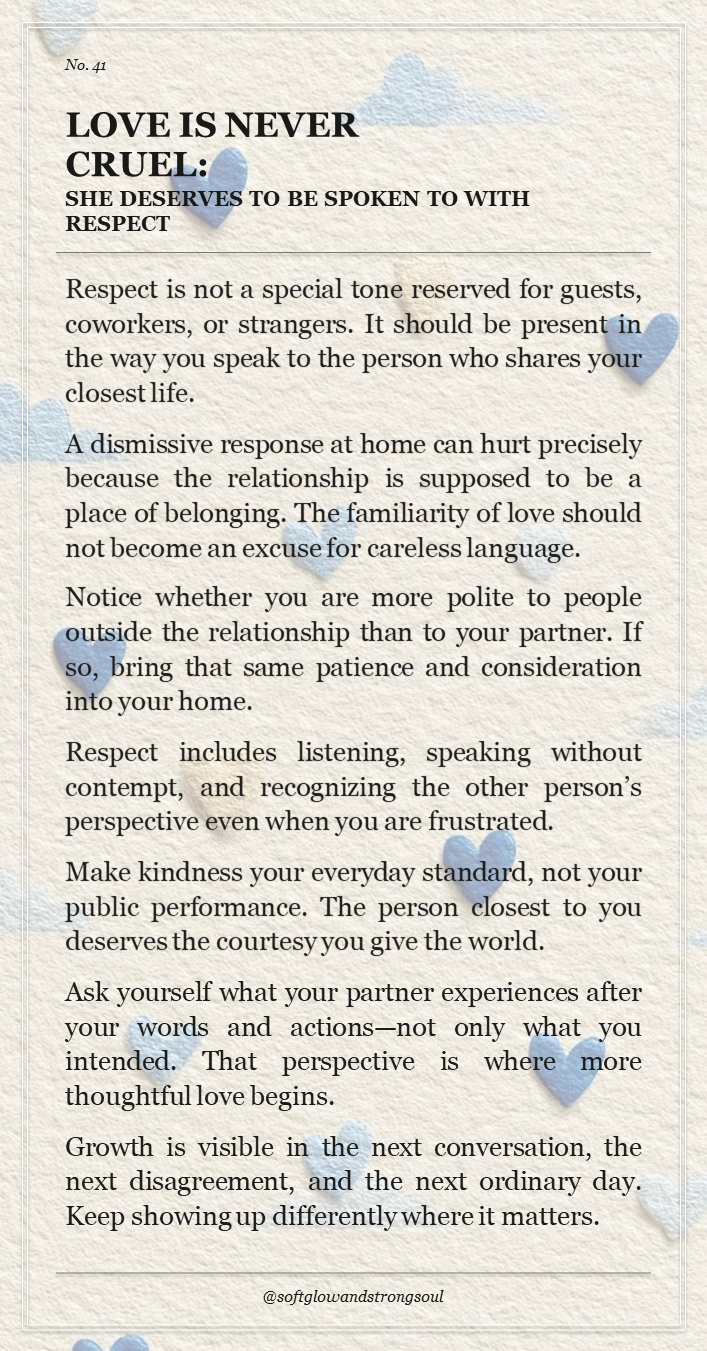 No. 41
LOVE IS NEVER
CRUEL:
SHE DESERVES TO BE SPOKEN TO WITH
RESPECT
Respect is not a special tone reserved for guests,
coworkers, or strangers. It should be present in
the way you speak to the person who shares your
closest life.
A dismissive response at home can hurt precisely
because the relationship is supposed to be a
place of belonging. The familiarity of love should
not become an excuse for careless language.
Notice whether you are more polite to people
outside the relationship than to your partner. If
so, bring that same patience and consideration
into your home.
Respect includes listening, speaking without
contempt, and recognizing the other person’s
perspective even when you are frustrated.
Make kindness your everyday standard, not your
public performance. The person closest to you
deserves the courtesy you give the world.
Ask yourself what your partner experiences after
your words and actions—not only what you
intended. That perspective is where more
thoughtful love begins.
Growth is visible in the next conversation, the
next disagreement, and the next ordinary day.
Keep showing up differently where it matters.
@softglowandstrongsoul